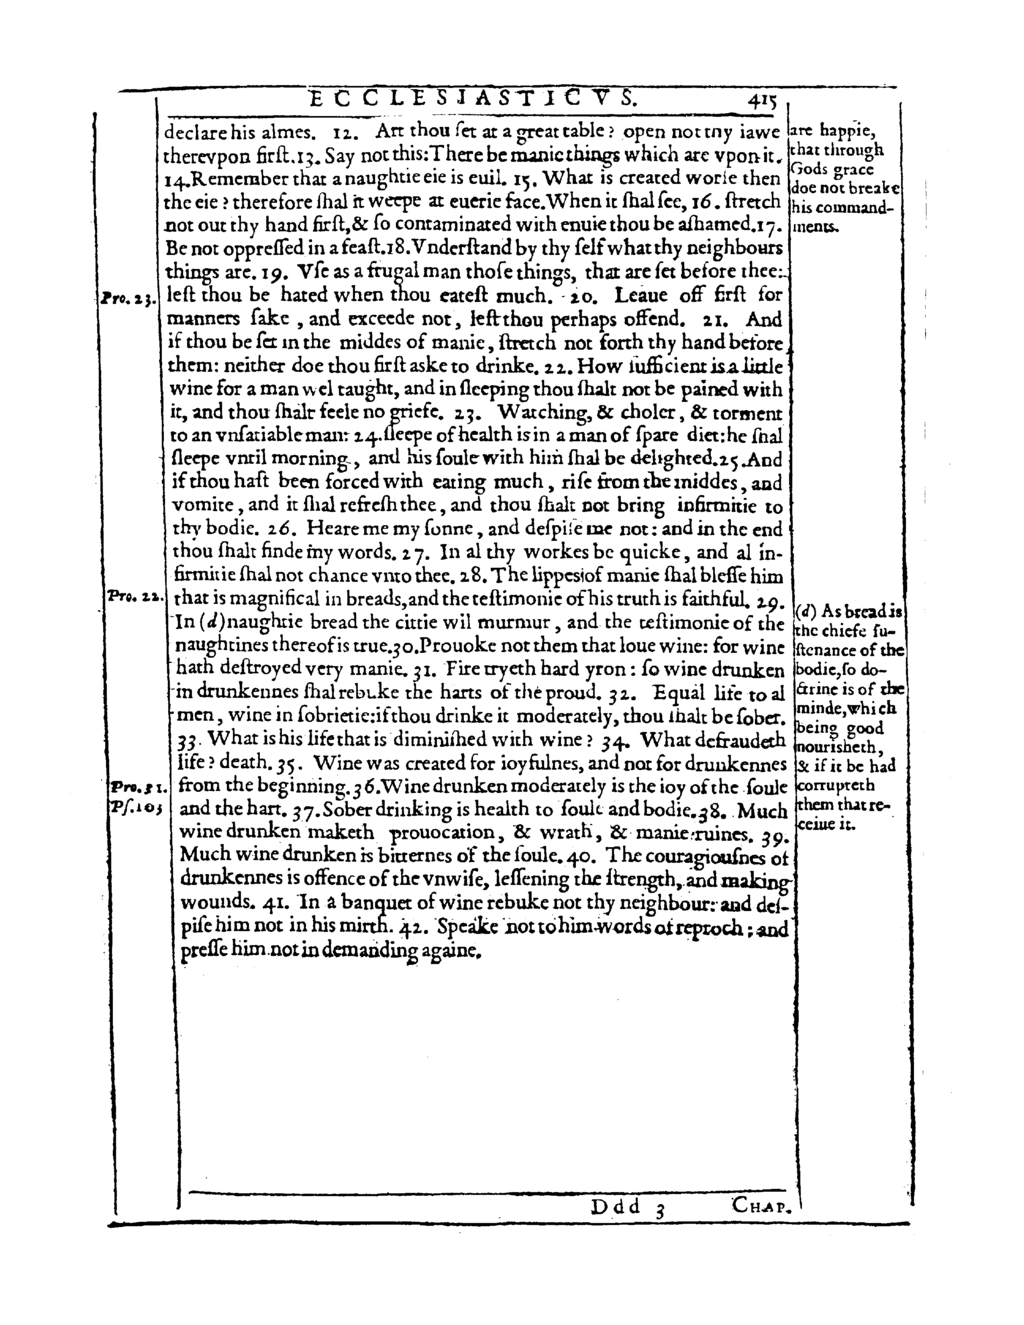 ECCLESIASTICVS. 415
declare his almes. 12. Art thou ſet at a great table? open not tny iawe
therevpon firſt. 13. Say not this: There be manie things which are vpon it.
14. Remember that a naughtie eie is euil. 15. What is created worſe then
the eie? therefore ſhal it weepe at euerie face. When it ſhal ſee, 16. ſtretch
not out thy hand firſt, & ſo contaminated with enuie thou be aſhamed. 17.
Be not oppreſſed in a feaſt. 18. Vnderſtand by thy ſelf what thy neighbours
things are. 19. Vſe as a frugal man thoſe things, that are ſet before thee:
leſt thou be hated when thou eateſt much. 20. Leaue off firſt for
manners ſake, and exceede not, leſt thou perhaps offend. 21. And
if thou be ſet in the middes of manie, ſtretch not forth thy hand before
them: neither doe thou firſt aske to drinke. 22. How ſufficient is a little
wine for a man wel taught, and in ſleeping thou ſhalt not be pained with
it, and thou ſhalt feele no griefe. 23. Watching, & choler, & torment
to an vnſatiable man: 24. ſleepe of health is in a man of ſpare diet: he ſhal
ſleepe vntil morning, and his ſoule with him ſhal be delighted. 25. And
if thou haſt been forced with eating much, riſe from the middes, and
vomite, and it ſhal refreſh thee, and thou ſhalt not bring infirmitie to
thy bodie. 26. Heare me my ſonne, and deſpiſe me not: and in the end
thou ſhalt finde my words. 27. In al thy workes be quicke, and al in-
firmitie ſhal not chance vnto thee. 28. The lippes of manie ſhal bleſſe him
that is magnifical in breads, and the teſtimonie of his truth is faithful. 29.
In (d) naughtie bread the cittie wil murmur, and the teſtimonie of the
naughtines thereof is true. 30. Prouoke not them that loue wine: for wine
hath deſtroyed very manie. 31. Fire tryeth hard yron: ſo wine drunken
in drunkennes ſhal rebuke the harts of the proud. 32. Equal life to al
men, wine in ſobrietie: if thou drinke it moderately, thou ſhalt be ſober.
33. What is his life that is diminiſhed with wine? 34. What defraudeth
life? death. 35. Wine was created for ioyfulnes, and not for drunkennes
from the beginning. 36. Wine drunken moderately is the ioy of the ſoule
and the hart. 37. Sober drinking is health to ſoule and bodie. 38. Much
wine drunken maketh prouocation, & wrath, & manie ruines. 39.
Much wine drunken is bitternes of the ſoule. 40. The couragiouſnes of
drunkennes is offence of the vnwiſe, leſſening the ſtrength, and making
wounds. 41. In a banquet of wine rebuke not thy neighbour: and deſ-
piſe him not in his mirth. 42. Speake not to him words of reproch; and
preſſe him not in demanding againe.
Pro. 23.
Pro. 22.
Pro. 31.
Pſ. 103
are happie,
that through
Gods grace
doe not breake
his command-
ments.
(d) As bread is
the chiefe ſu-
ſtenance of the
bodie, ſo do-
ctrine is of the
minde, which
being good
nouriſheth,
& if it be had
corrupteth
them that re-
ceiue it.
Ddd 3 CHAP.